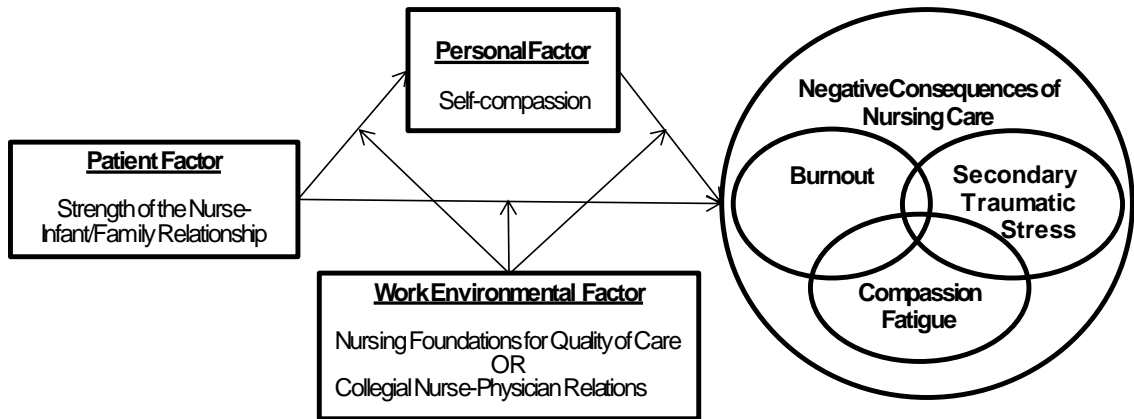 Personal Factor
Self-compassion
Patient Factor
Strength of the Nurse-
Infant/Family Relationship
Work Environmental Factor
Nursing Foundations for Quality of Care
OR
Collegial Nurse-Physician Relations
Negative Consequences of
Nursing Care
Burnout
Secondary
Traumatic
Stress
Compassion
Fatigue